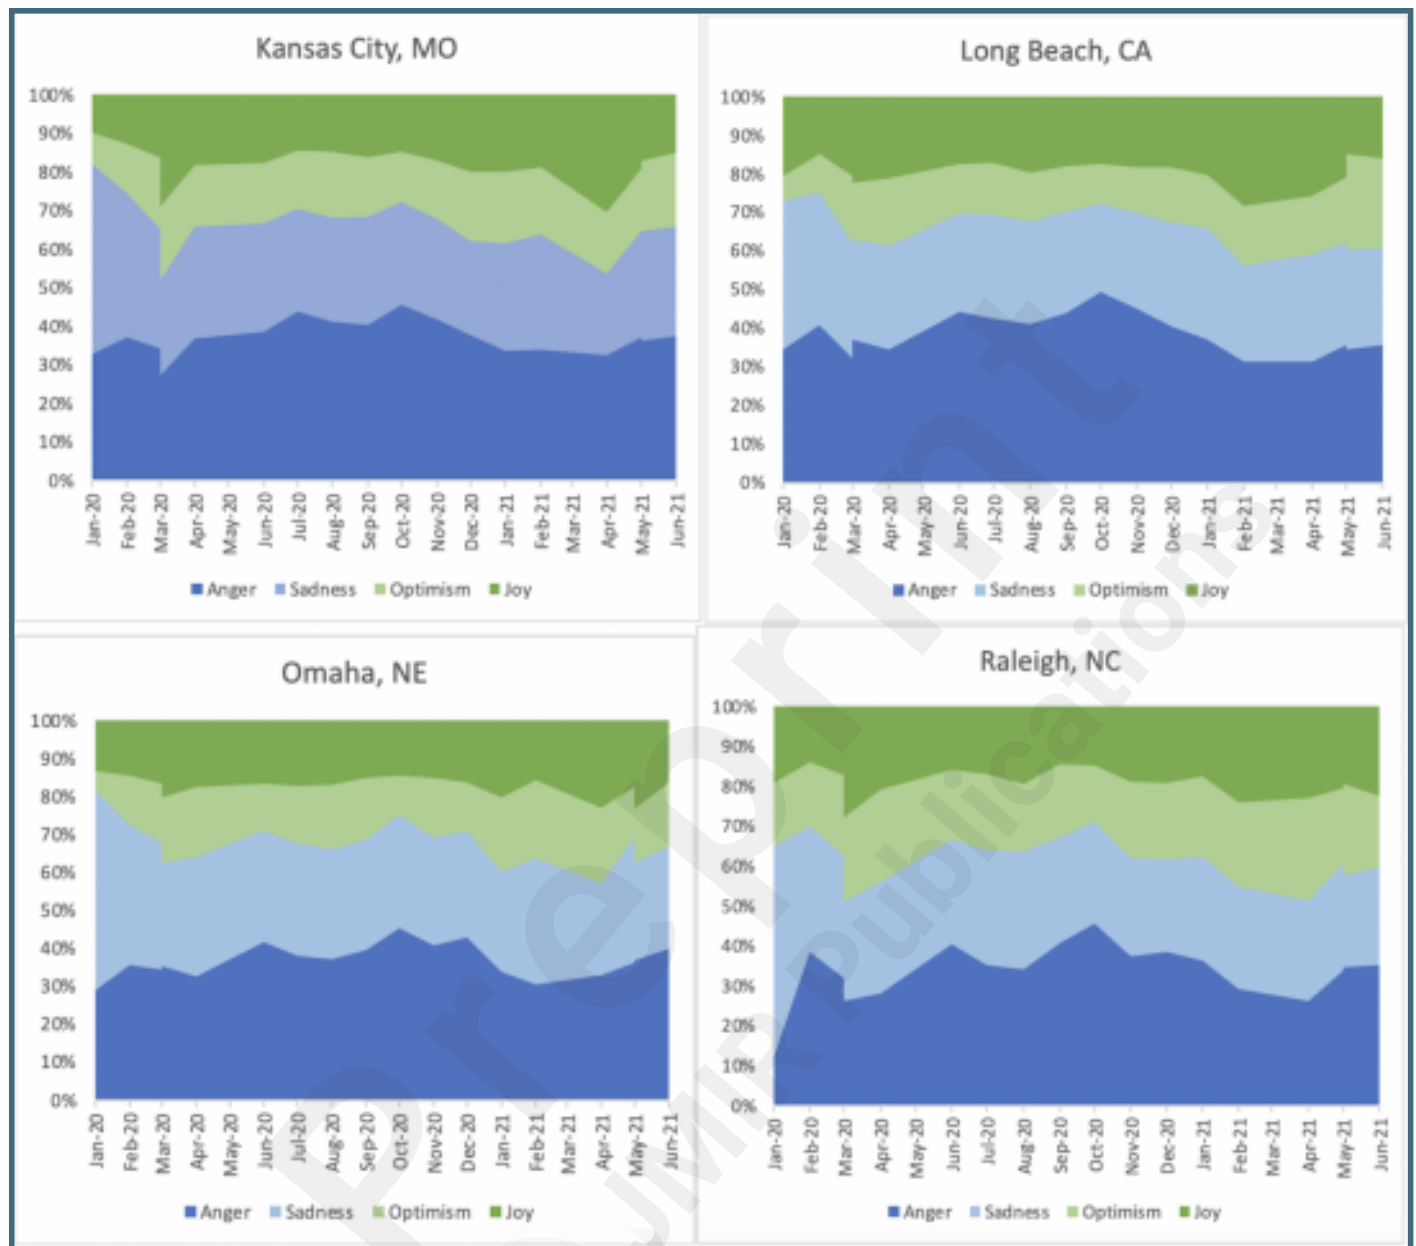 Kansas City, MO
100%
90%
80%
70%
60%
50%
40%
30%
20%
10%
0%
Jan-20
Feb-20
Mar-20
Apr-20
May-20
Jun-20
Jul-20
Aug-20
Sep-20
Oct-20
Nov-20
Dec-20
Jan-21
Feb-21
Mar-21
Apr-21
May-21
Jun-21
Anger Sadness Optimism Joy
Long Beach, CA
100%
90%
80%
70%
60%
50%
40%
30%
20%
10%
0%
Jan-20
Feb-20
Mar-20
Apr-20
May-20
Jun-20
Jul-20
Aug-20
Sep-20
Oct-20
Nov-20
Dec-20
Jan-21
Feb-21
Mar-21
Apr-21
May-21
Jun-21
Anger Sadness Optimism Joy
Omaha, NE
100%
90%
80%
70%
60%
50%
40%
30%
20%
10%
0%
Jan-20
Feb-20
Mar-20
Apr-20
May-20
Jun-20
Jul-20
Aug-20
Sep-20
Oct-20
Nov-20
Dec-20
Jan-21
Feb-21
Mar-21
Apr-21
May-21
Jun-21
Anger Sadness Optimism Joy
Raleigh, NC
100%
90%
80%
70%
60%
50%
40%
30%
20%
10%
0%
Jan-20
Feb-20
Mar-20
Apr-20
May-20
Jun-20
Jul-20
Aug-20
Sep-20
Oct-20
Nov-20
Dec-20
Jan-21
Feb-21
Mar-21
Apr-21
May-21
Jun-21
Anger Sadness Optimism Joy
Preprint
JMIR Publications